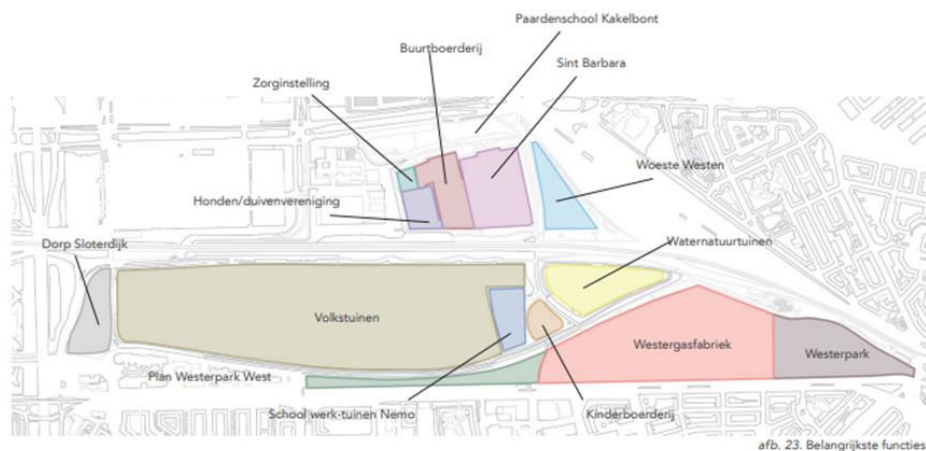 Paardenschool Kakelbont
Buurtboerderij
Sint Barbara
Zorginstelling
Woeste Westen
Honden/duivenvereniging
Dorp Sloterdijk
Waternatuurtuinen
Volkstuinen
Westergasfabriek
Westerpark
Plan Westerpark West
School werk-tuinen Nemo
Kinderboerderij
afb. 23. Belangrijkste functies